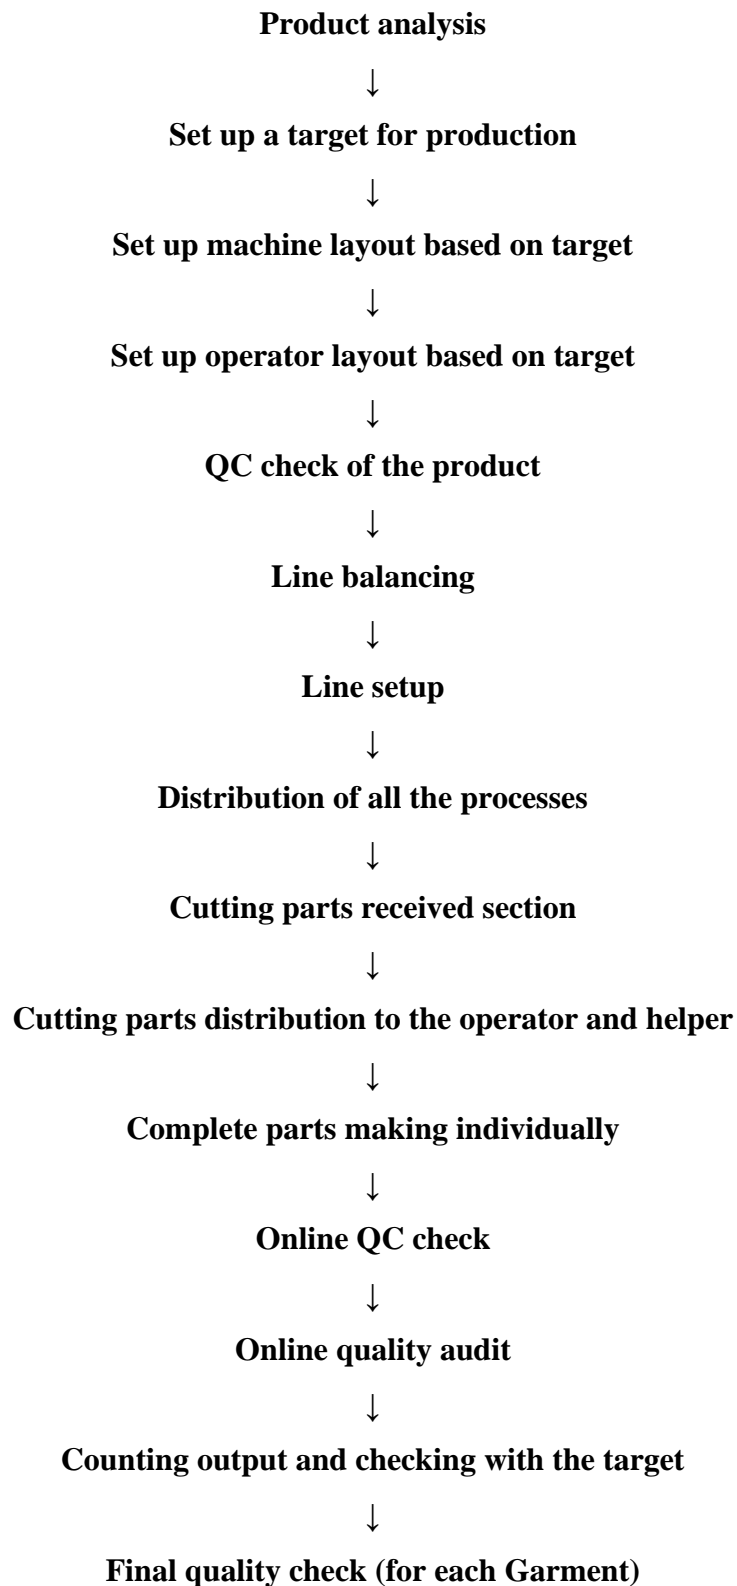 Product analysis
↓
Set up a target for production
↓
Set up machine layout based on target
↓
Set up operator layout based on target
↓
QC check of the product
↓
Line balancing
↓
Line setup
↓
Distribution of all the processes
↓
Cutting parts received section
↓
Cutting parts distribution to the operator and helper
↓
Complete parts making individually
↓
Online QC check
↓
Online quality audit
↓
Counting output and checking with the target
↓
Final quality check (for each Garment)